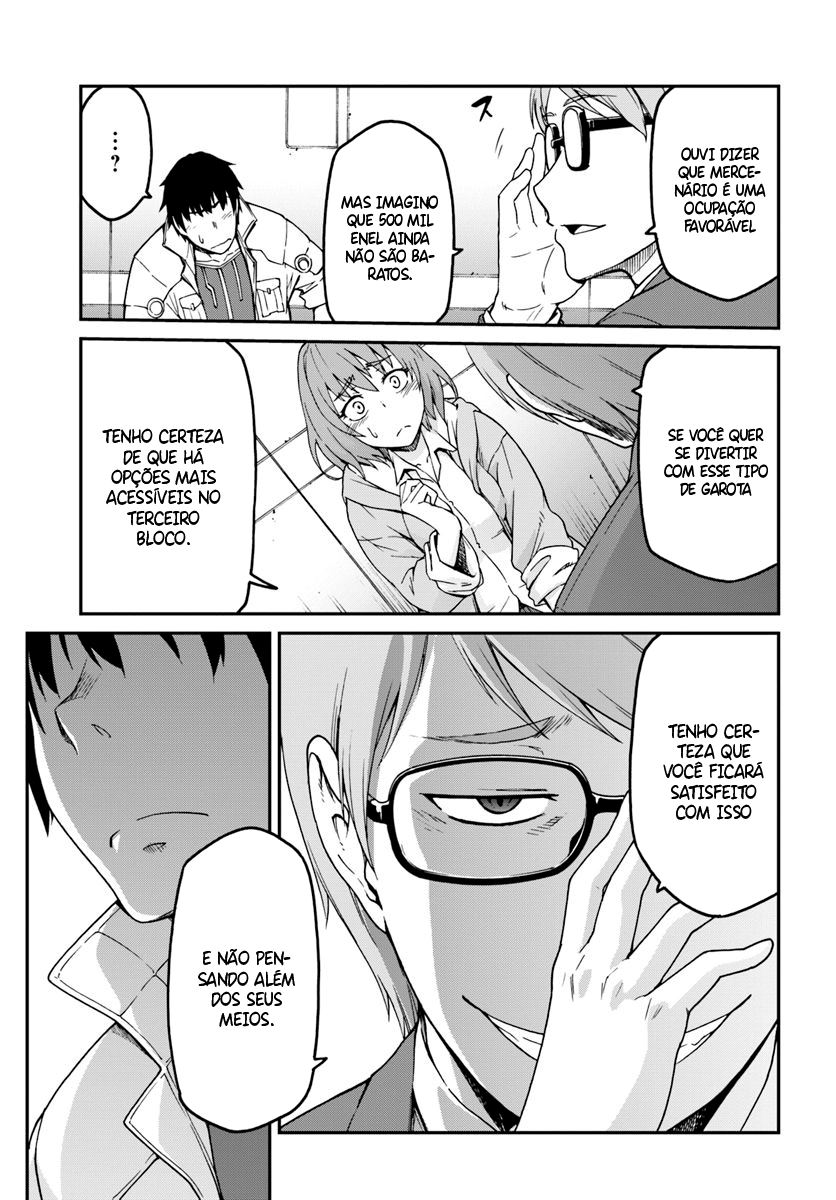 OUVI DIZER
QUE MERCE-
NÁRIO É UMA
OCUPAÇÃO
FAVORÁVEL
ス
MAS IMAGINO
QUE 500 MIL
ENEL AINDA
NÃO SÃO BA-
RATOS.
...?
SE VOCÊ QUER
SE DIVERTIR
COM ESSE TIPO
DE GAROTA
TENHO CERTEZA
DE QUE HÁ
OPÇÕES MAIS
ACESSÍVEIS NO
TERCEIRO
BLOCO.
TENHO CER-
TEZA QUE
VOCÊ FICARÁ
SATISFEITO
COM ISSO
E NÃO PEN-
SANDO ALÉM
DOS SEUS
MEIOS.